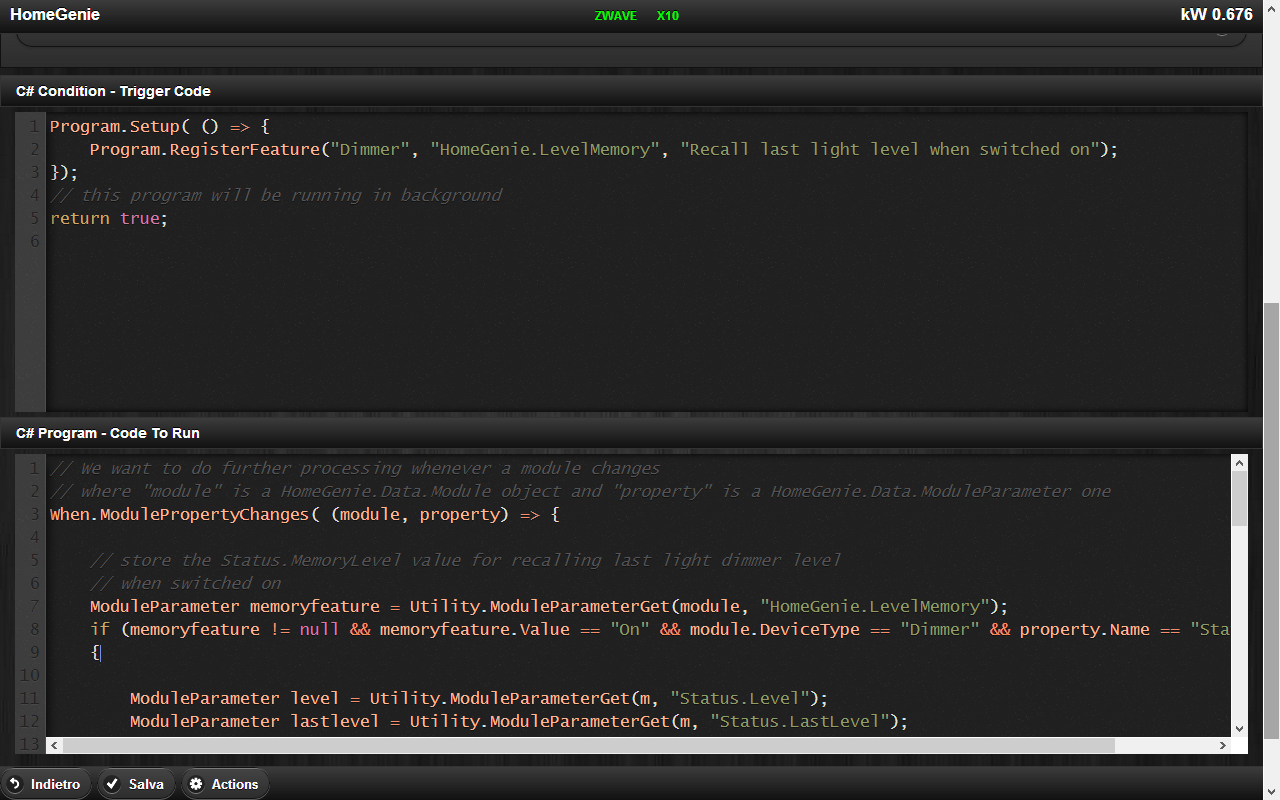 HomeGenie ZWAVE X10 kW 0.676
C# Condition - Trigger Code
1 Program.Setup( () => {
2 Program.RegisterFeature("Dimmer", "HomeGenie.LevelMemory", "Recall last light level when switched on");
3 });
4 // this program will be running in background
5 return true;
6
C# Program - Code To Run
1 // We want to do further processing whenever a module changes
2 // where "module" is a HomeGenie.Data.Module object and "property" is a HomeGenie.Data.ModuleParameter one
3 When.ModulePropertyChanges( (module, property) => {
4
5 // store the Status.MemoryLevel value for recalling last light dimmer level
6 // when switched on
7 ModuleParameter memoryfeature = Utility.ModuleParameterGet(module, "HomeGenie.LevelMemory");
8 if (memoryfeature != null && memoryfeature.Value == "On" && module.DeviceType == "Dimmer" && property.Name == "Sta
9 {
10
11 ModuleParameter level = Utility.ModuleParameterGet(m, "Status.Level");
12 ModuleParameter lastlevel = Utility.ModuleParameterGet(m, "Status.LastLevel");
13
Indietro Salva Actions